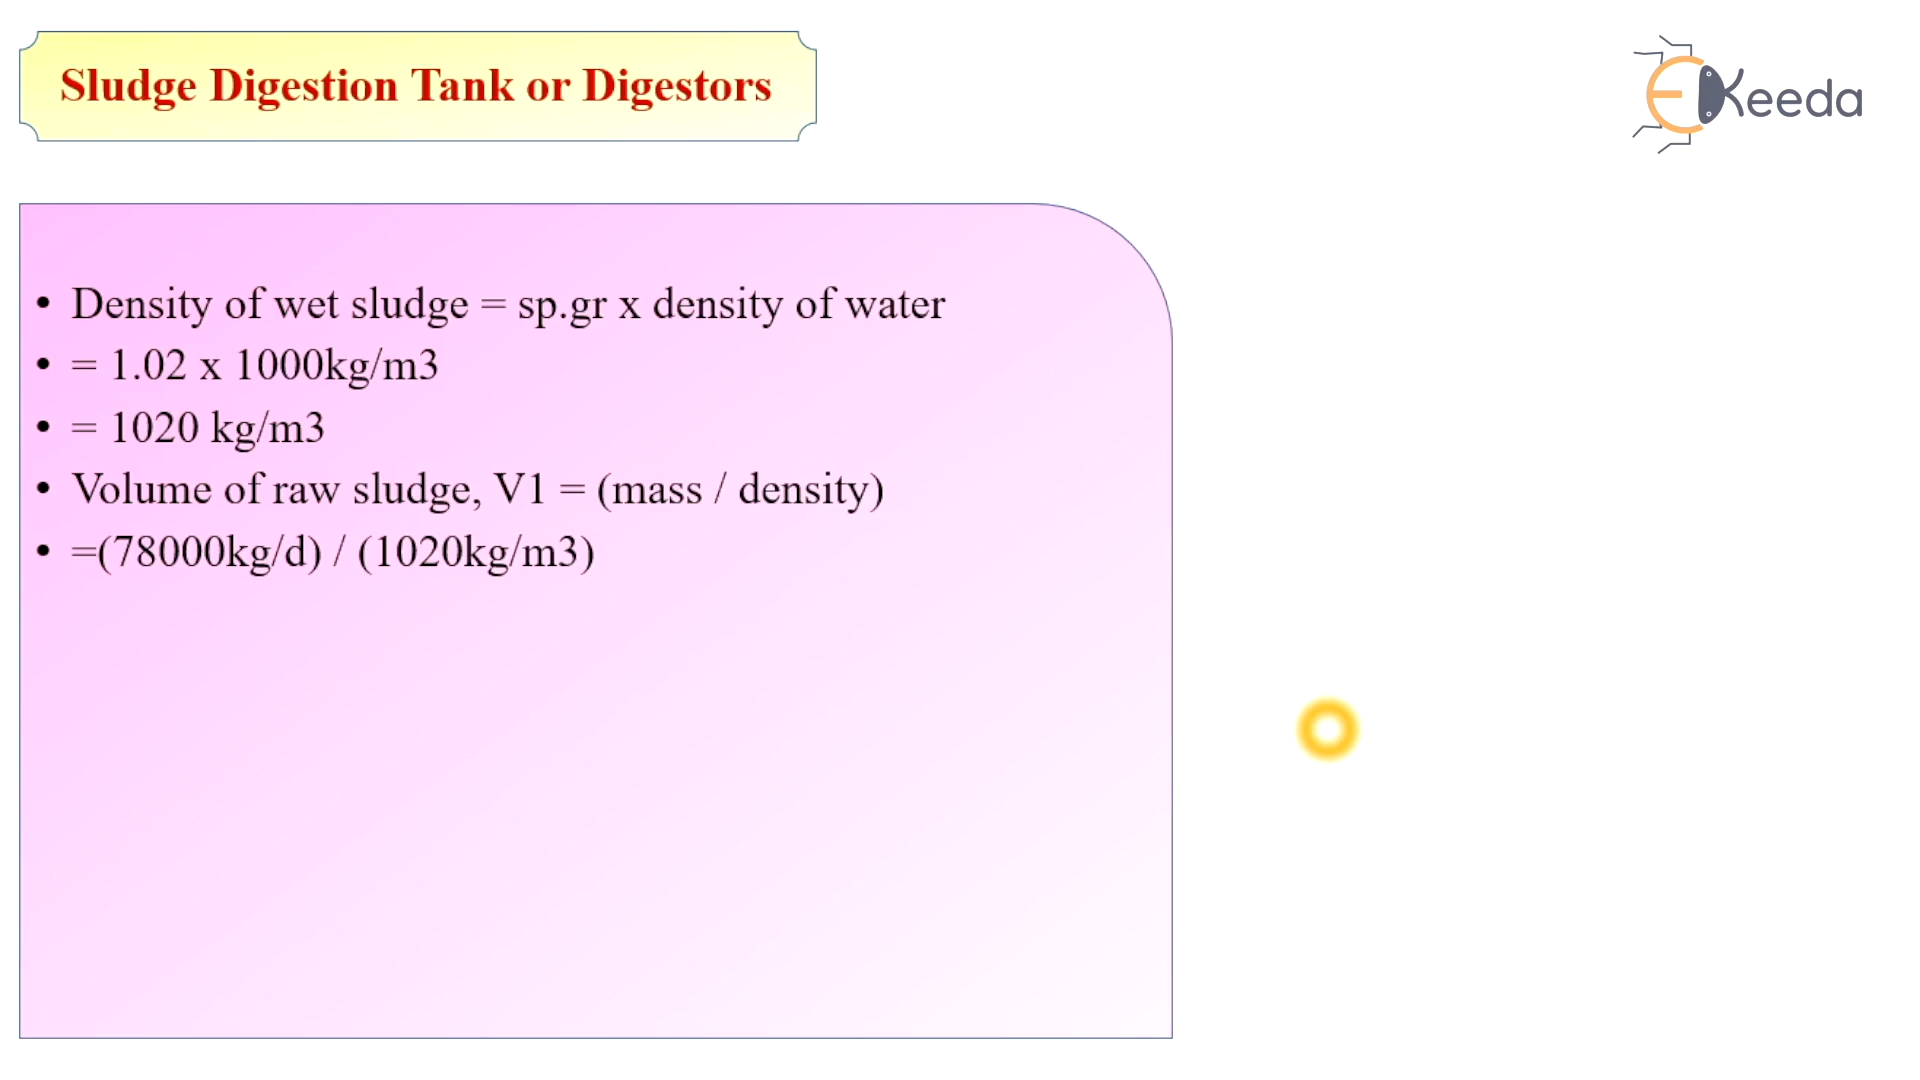 Sludge Digestion Tank or Digestors
EKeeda
• Density of wet sludge = sp.gr x density of water
• = 1.02 x 1000kg/m3
• = 1020 kg/m3
• Volume of raw sludge, V1 = (mass / density)
• =(78000kg/d) / (1020kg/m3)